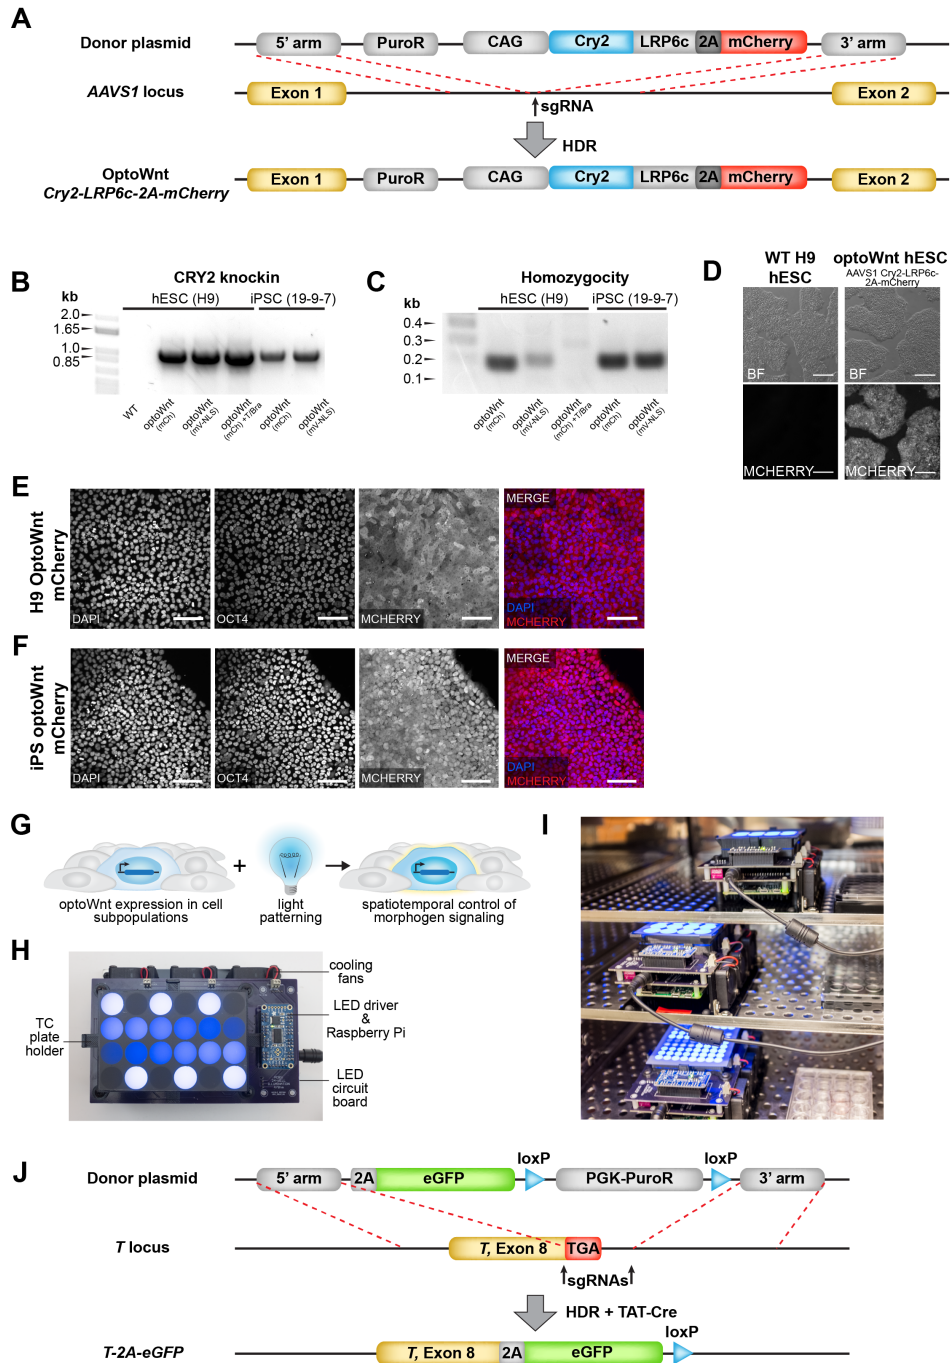 A
Donor plasmid
5' arm
PuroR
CAG
Cry2
LRP6c
2A
mCherry
3' arm
AAVS1 locus
Exon 1
Exon 2
sgRNA
HDR
OptoWnt
Cry2-LRP6c-2A-mCherry
Exon 1
PuroR
CAG
Cry2
LRP6c
2A
mCherry
Exon 2
B
CRY2 knockin
kb
hESC (H9)
iPSC (19-9-7)
2.0
1.65
1.0
0.85
WT
optoWnt
(mCh)
optoWnt
(mV-NLS)
optoWnt
(mCh) +T/Bra
optoWnt
(mCh)
optoWnt
(mV-NLS)
C
Homozygocity
kb
hESC (H9)
iPSC (19-9-7)
0.4
0.3
0.2
0.1
optoWnt
(mCh)
optoWnt
(mV-NLS)
optoWnt
(mCh) +T/Bra
optoWnt
(mCh)
optoWnt
(mV-NLS)
D
WT H9
hESC
optoWnt hESC
AAVS1 Cry2-LRP6c-
2A-mCherry
BF
BF
MCHERRY
MCHERRY
E
H9 OptoWnt
mCherry
DAPI
OCT4
MCHERRY
MERGE
DAPI
MCHERRY
F
iPS optoWnt
mCherry
DAPI
OCT4
MCHERRY
MERGE
DAPI
MCHERRY
G
+
optoWnt expression in cell
subpopulations
light
patterning
spatiotemporal control of
morphogen signaling
H
cooling
fans
LED driver
&
Raspberry Pi
TC
plate
holder
LED
circuit
board
I
J
Donor plasmid
5' arm
2A
eGFP
loxP
PGK-PuroR
loxP
3' arm
T locus
T, Exon 8
TGA
sgRNAs
HDR + TAT-Cre
T-2A-eGFP
T, Exon 8
2A
eGFP
loxP